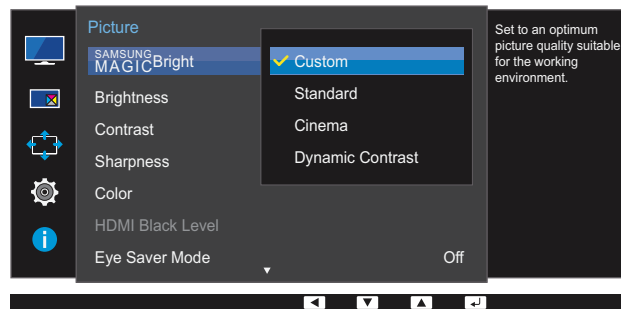 Picture
SAMSUNG
MAGICBright
Custom
Brightness
Standard
Contrast
Cinema
Sharpness
Dynamic Contrast
Color
HDMI Black Level
Eye Saver Mode Off
Set to an optimum
picture quality suitable
for the working
environment.